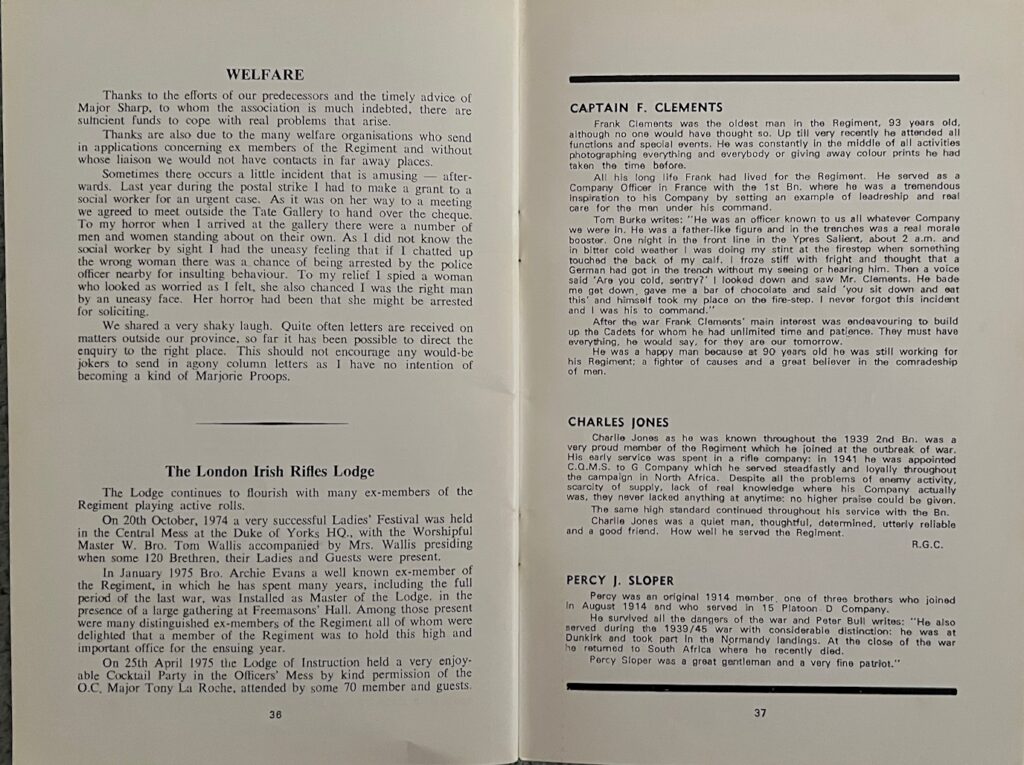 WELFARE
Thanks to the efforts of our predecessors and the timely advice of
Major Sharp, to whom the association is much indebted, there are
sufficient funds to cope with real problems that arise.
Thanks are also due to the many welfare organisations who send
in applications concerning ex members of the Regiment and without
whose liaison we would not have contacts in far away places.
Sometimes there occurs a little incident that is amusing — after-
wards. Last year during the postal strike I had to make a grant to a
social worker for an urgent case. As it was on her way to a meeting
we agreed to meet outside the Tate Gallery to hand over the cheque.
To my horror when I arrived at the gallery there were a number of
men and women standing about on their own. As I did not know the
social worker by sight I had the uneasy feeling that if I chatted up
the wrong woman there was a chance of being arrested by the police
officer nearby for insulting behaviour. To my relief I spied a woman
who looked as worried as I felt, she also chanced I was the right man
by an uneasy face. Her horror had been that she might be arrested
for soliciting.
We shared a very shaky laugh. Quite often letters are received on
matters outside our province, so far it has been possible to direct the
enquiry to the right place. This should not encourage any would-be
jokers to send in agony column letters as I have no intention of
becoming a kind of Marjorie Proops.
The London Irish Rifles Lodge
The Lodge continues to flourish with many ex-members of the
Regiment playing active rolls.
On 20th October, 1974 a very successful Ladies' Festival was held
in the Central Mess at the Duke of Yorks HQ., with the Worshipful
Master W. Bro. Tom Wallis accompanied by Mrs. Wallis presiding
when some 120 Brethren, their Ladies and Guests were present.
In January 1975 Bro. Archie Evans a well known ex-member of
the Regiment, in which he has spent many years, including the full
period of the last war, was Installed as Master of the Lodge, in the
presence of a large gathering at Freemasons' Hall. Among those present
were many distinguished ex-members of the Regiment all of whom were
delighted that a member of the Regiment was to hold this high and
important office for the ensuing year.
On 25th April 1975 the Lodge of Instruction held a very enjoy-
able Cocktail Party in the Officers' Mess by kind permission of the
O.C. Major Tony La Roche, attended by some 70 member and guests.
36
CAPTAIN F. CLEMENTS
Frank Clements was the oldest man in the Regiment, 93 years old,
although no one would have thought so. Up till very recently he attended all
functions and special events. He was constantly in the middle of all activities
photographing everything and everybody or giving away colour prints he had
taken the time before.
All his long life Frank had lived for the Regiment. He served as a
Company Officer in France with the 1st Bn. where he was a tremendous
inspiration to his Company by setting an example of leadreship and real
care for the men under his command.
Tom Burke writes: "He was an officer known to us all whatever Company
we were in. He was a father-like figure and in the trenches was a real morale
booster. One night in the front line in the Ypres Salient, about 2 a.m. and
in bitter cold weather I was doing my stint at the firestep when something
touched the back of my calf. I froze stiff with fright and thought that a
German had got in the trench without my seeing or hearing him. Then a voice
said 'Are you cold, sentry?' I looked down and saw Mr. Clements. He bade
me get down, gave me a bar of chocolate and said 'you sit down and eat
this' and himself took my place on the fire-step. I never forgot this incident
and I was his to command."
After the war Frank Clements' main interest was endeavouring to build
up the Cadets for whom he had unlimited time and patience. They must have
everything, he would say, for they are our tomorrow.
He was a happy man because at 90 years old he was still working for
his Regiment; a fighter of causes and a great believer in the comradeship
of men.
CHARLES JONES
Charlie Jones as he was known throughout the 1939 2nd Bn. was a
very proud member of the Regiment which he joined at the outbreak of war.
His early service was spent in a rifle company: in 1941 he was appointed
C.Q.M.S. to G Company which he served steadfastly and loyally throughout
the campaign in North Africa. Despite all the problems of enemy activity,
scarcity of supply, lack of real knowledge where his Company actually
was, they never lacked anything at anytime: no higher praise could be given.
The same high standard continued throughout his service with the Bn.
Charlie Jones was a quiet man, thoughtful, determined, utterly reliable
and a good friend. How well he served the Regiment.
R.G.C.
PERCY J. SLOPER
Percy was an original 1914 member, one of three brothers who joined
in August 1914 and who served in 15 Platoon D Company.
He survived all the dangers of the war and Peter Bull writes: "He also
served during the 1939/45 war with considerable distinction: he was at
Dunkirk and took part in the Normandy landings. At the close of the war
he returned to South Africa where he recently died.
Percy Sloper was a great gentleman and a very fine patriot."
37